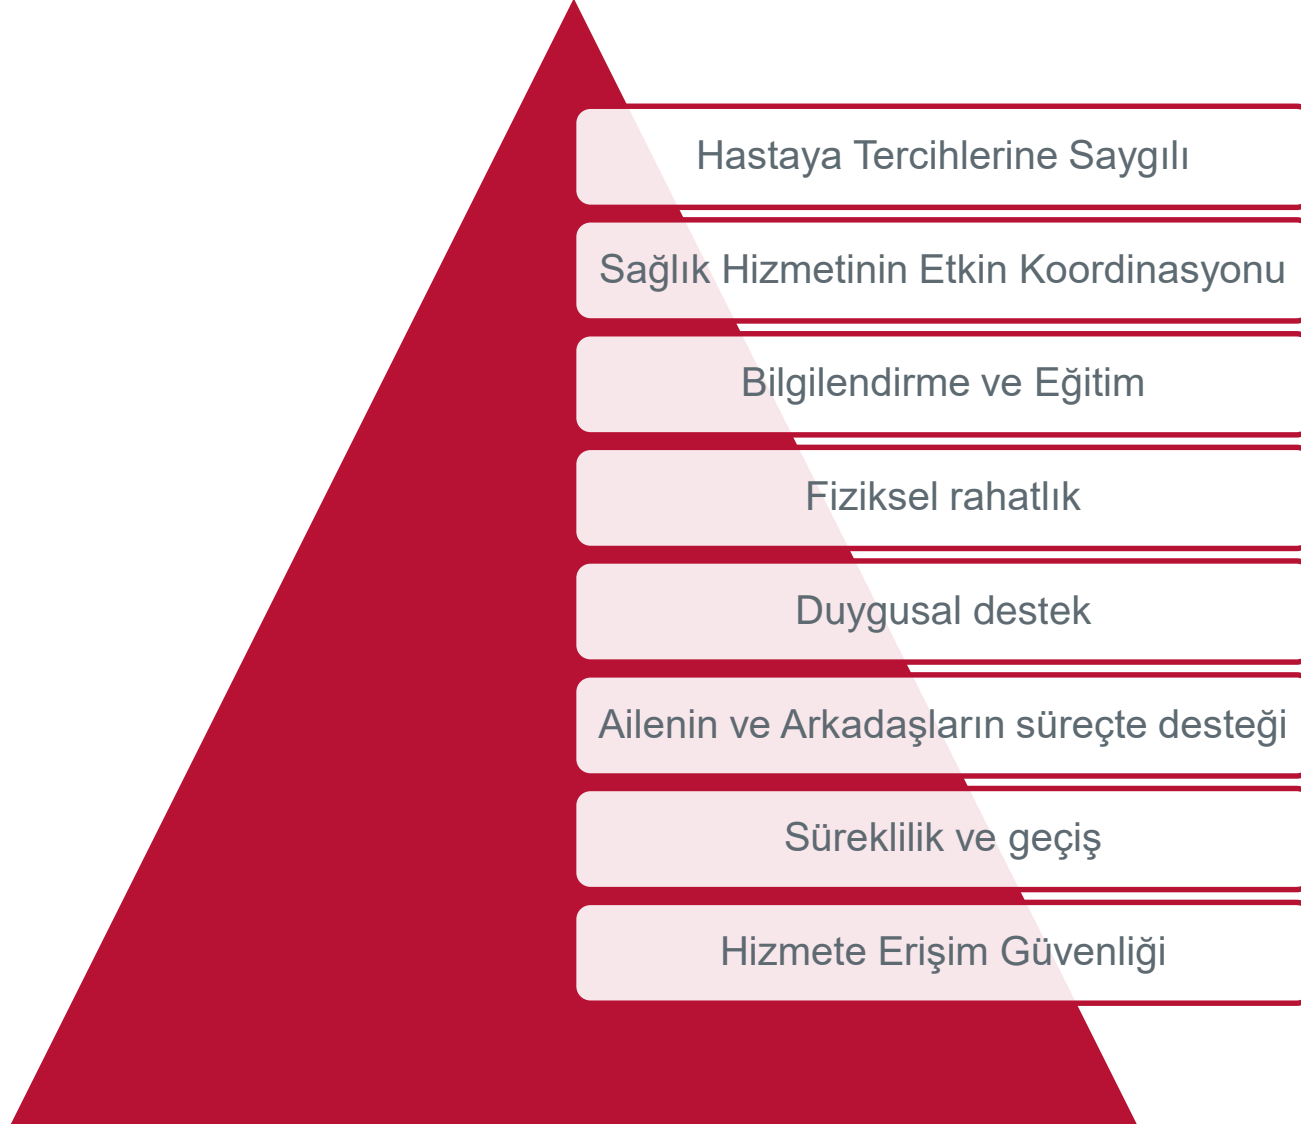 Hastaya Tercihlerine Saygılı
Sağlık Hizmetinin Etkin Koordinasyonu
Bilgilendirme ve Eğitim
Fiziksel rahatlık
Duygusal destek
Ailenin ve Arkadaşların süreçte desteği
Süreklilik ve geçiş
Hizmete Erişim Güvenliği